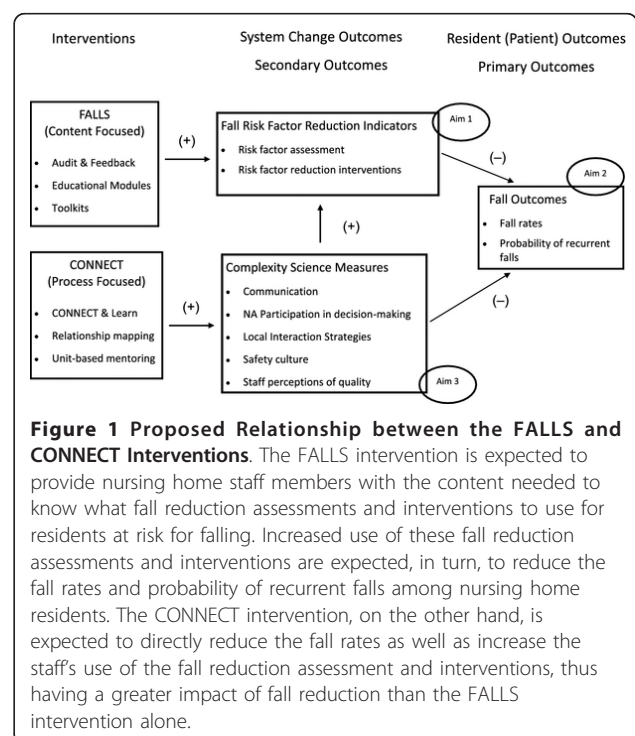 Interventions
System Change Outcomes
Secondary Outcomes
Resident (Patient) Outcomes
Primary Outcomes
FALLS
(Content Focused)
• Audit & Feedback
• Educational Modules
• Toolkits
(+)
Fall Risk Factor Reduction Indicators
• Risk factor assessment
• Risk factor reduction interventions
Aim 1
(–)
Aim 2
Fall Outcomes
• Fall rates
• Probability of recurrent
falls
(+)
CONNECT
(Process Focused)
• CONNECT & Learn
• Relationship mapping
• Unit-based mentoring
(+)
Complexity Science Measures
• Communication
• NA Participation in decision-making
• Local Interaction Strategies
• Safety culture
• Staff perceptions of quality
(–)
Aim 3
Figure 1 Proposed Relationship between the FALLS and
CONNECT Interventions. The FALLS intervention is expected to
provide nursing home staff members with the content needed to
know what fall reduction assessments and interventions to use for
residents at risk for falling. Increased use of these fall reduction
assessments and interventions are expected, in turn, to reduce the
fall rates and probability of recurrent falls among nursing home
residents. The CONNECT intervention, on the other hand, is
expected to directly reduce the fall rates as well as increase the
staff's use of the fall reduction assessment and interventions, thus
having a greater impact of fall reduction than the FALLS
intervention alone.